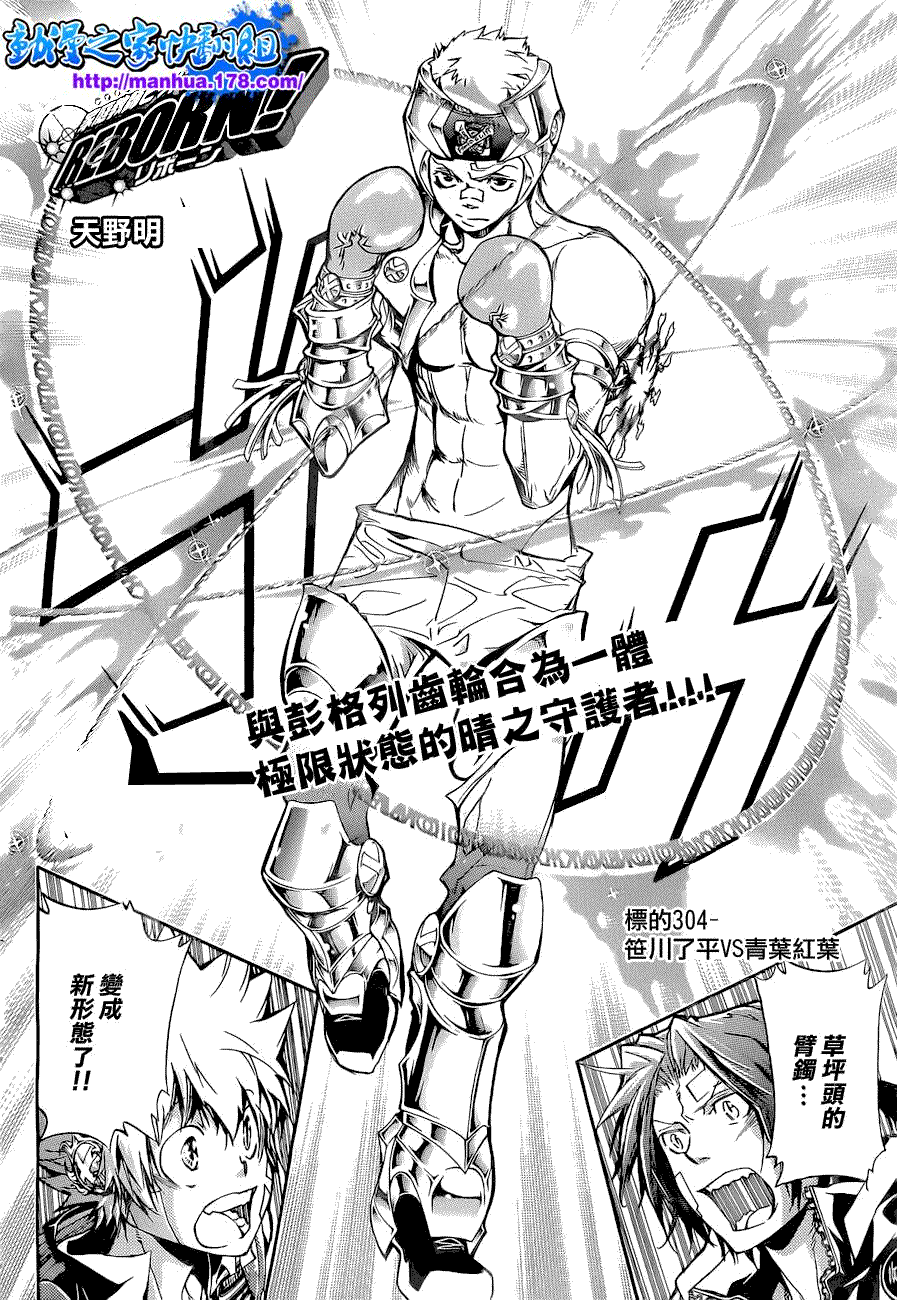 動漫之家快翻組
http://manhua.178.com/
REBORN!
リボーン
天野明
與彭格列齒輪合為一體
極限狀態的晴之守護者!!!!
標的304-
笹川了平VS青葉紅葉
草坪頭的
臂鐲…
變成
新形態了!!